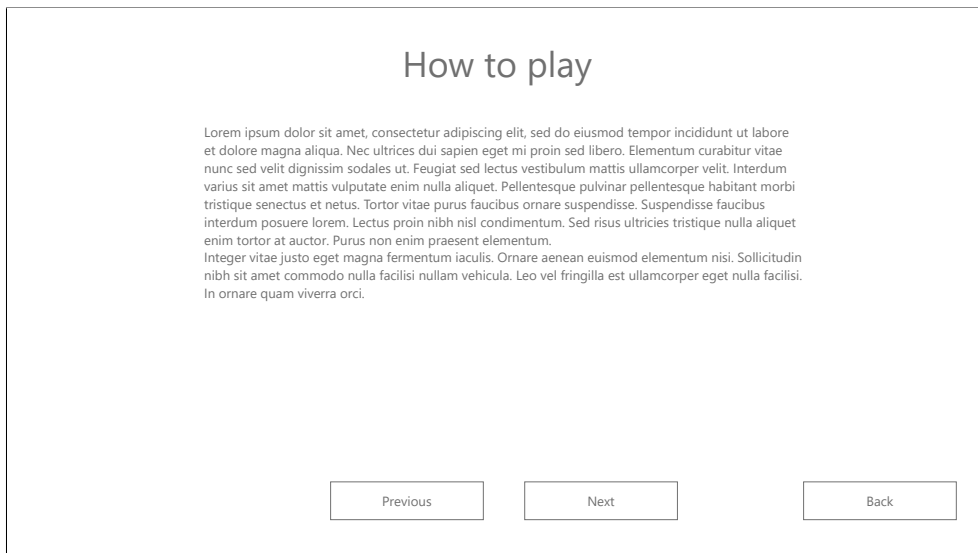 How to play
Lorem ipsum dolor sit amet, consectetur adipiscing elit, sed do eiusmod tempor incididunt ut labore
et dolore magna aliqua. Nec ultrices dui sapien eget mi proin sed libero. Elementum curabitur vitae
nunc sed velit dignissim sodales ut. Feugiat sed lectus vestibulum mattis ullamcorper velit. Interdum
varius sit amet mattis vulputate enim nulla aliquet. Pellentesque pulvinar pellentesque habitant morbi
tristique senectus et netus. Tortor vitae purus faucibus ornare suspendisse. Suspendisse faucibus
interdum posuere lorem. Lectus proin nibh nisl condimentum. Sed risus ultricies tristique nulla aliquet
enim tortor at auctor. Purus non enim praesent elementum.
Integer vitae justo eget magna fermentum iaculis. Ornare aenean euismod elementum nisi. Sollicitudin
nibh sit amet commodo nulla facilisi nullam vehicula. Leo vel fringilla est ullamcorper eget nulla facilisi.
In ornare quam viverra orci.
Previous
Next
Back